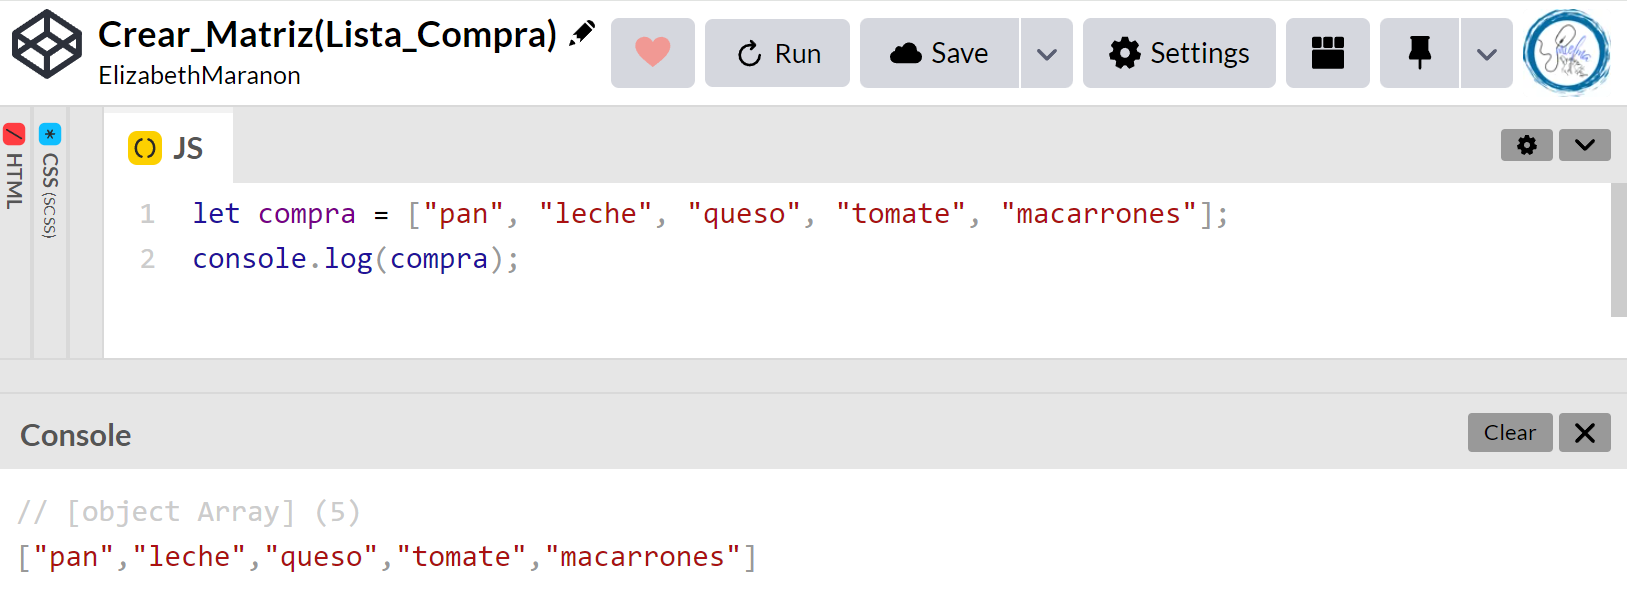 Crear_Matriz(Lista_Compra)
ElizabethMaranon
Run
Save
Settings
HTML
CSS (SCSS)
JS
1 let compra = ["pan", "leche", "queso", "tomate", "macarrones"];
2 console.log(compra);
Console
Clear
// [object Array] (5)
["pan","leche","queso","tomate","macarrones"]